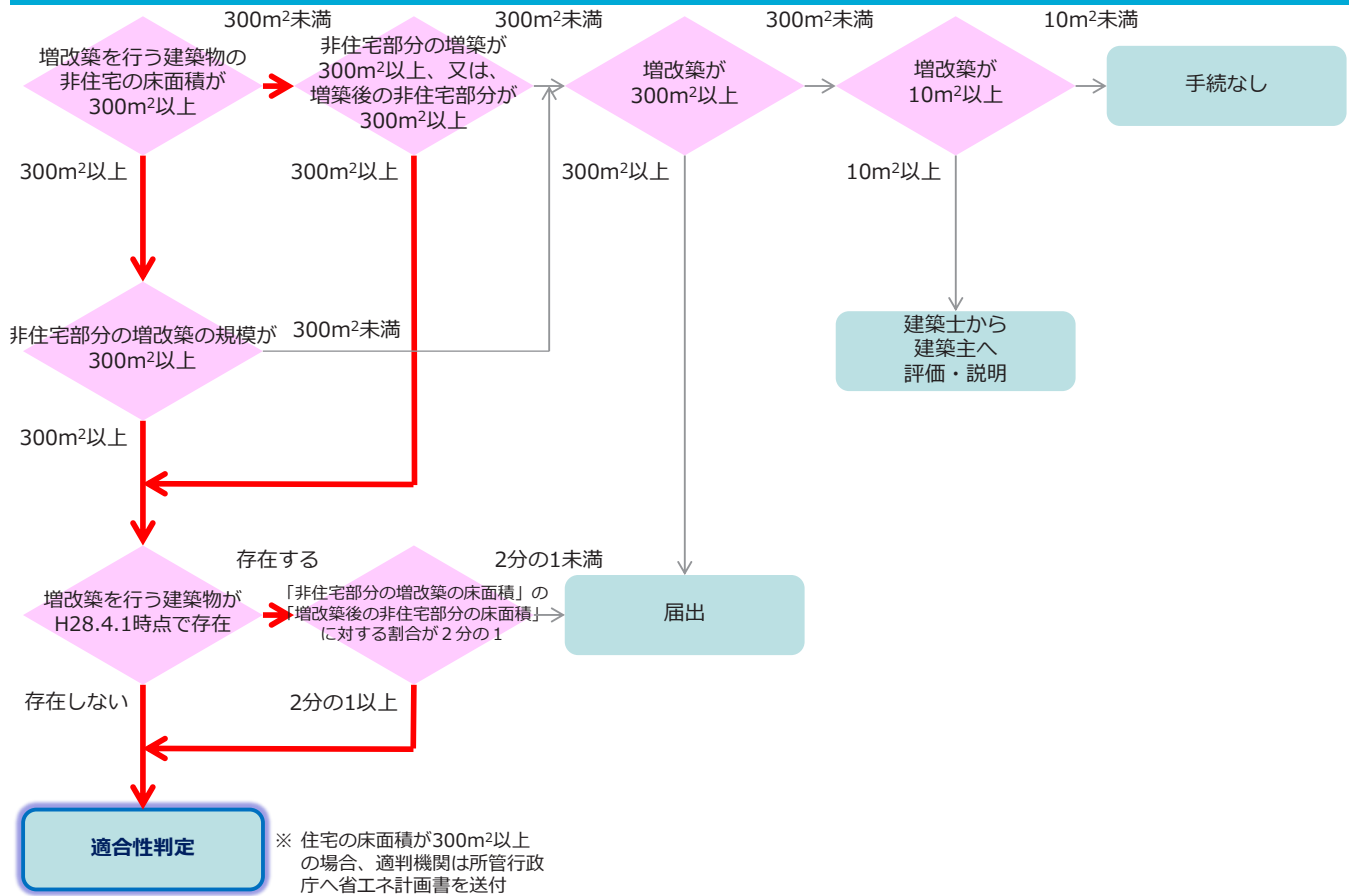 300m²未満
300m²未満
300m²未満
10m²未満
増改築を行う建築物の
非住宅の床面積が
300m²以上
非住宅部分の増築が
300m²以上、又は、
増築後の非住宅部分が
300m²以上
増改築が
300m²以上
増改築が
10m²以上
手続なし
300m²以上
300m²以上
300m²以上
10m²以上
非住宅部分の増改築の規模が
300m²以上
300m²未満
建築士から
建築主へ
評価・説明
300m²以上
存在する
2分の1未満
増改築を行う建築物が
H28.4.1時点で存在
「非住宅部分の増改築の床面積」の
「増改築後の非住宅部分の床面積」
に対する割合が２分の１
届出
存在しない
2分の1以上
適合性判定
※ 住宅の床面積が300m²以上
の場合、適判機関は所管行政
庁へ省エネ計画書を送付